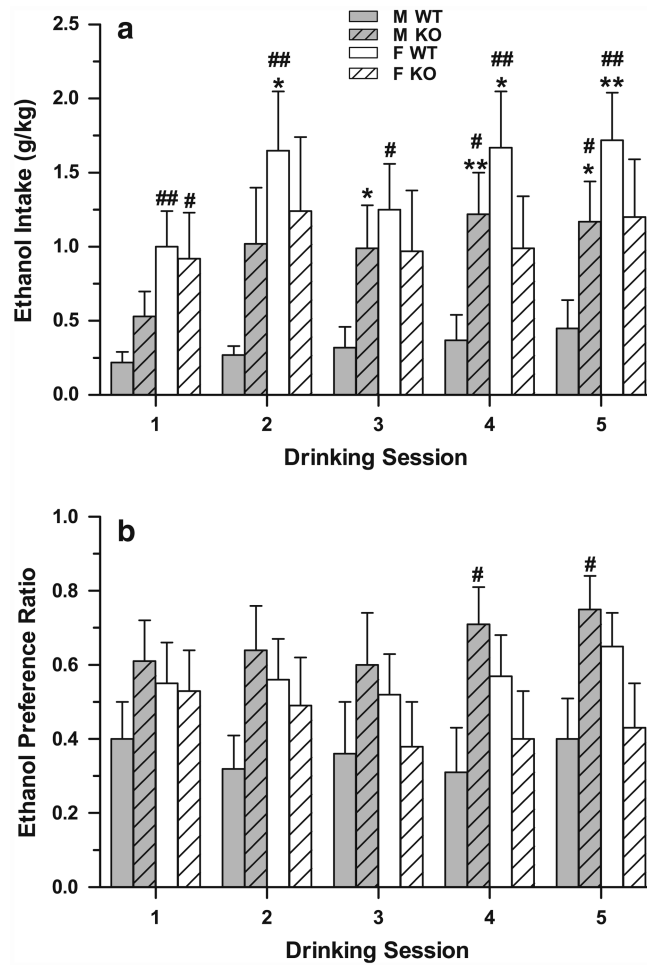 a
M WT
M KO
F WT
F KO
Ethanol Intake (g/kg)
2.5
2.0
1.5
1.0
0.5
0.0
## #
## *
* #
# ** ## *
# * ## **
1 2 3 4 5
Drinking Session
b
Ethanol Preference Ratio
1.0
0.8
0.6
0.4
0.2
0.0
# #
1 2 3 4 5
Drinking Session